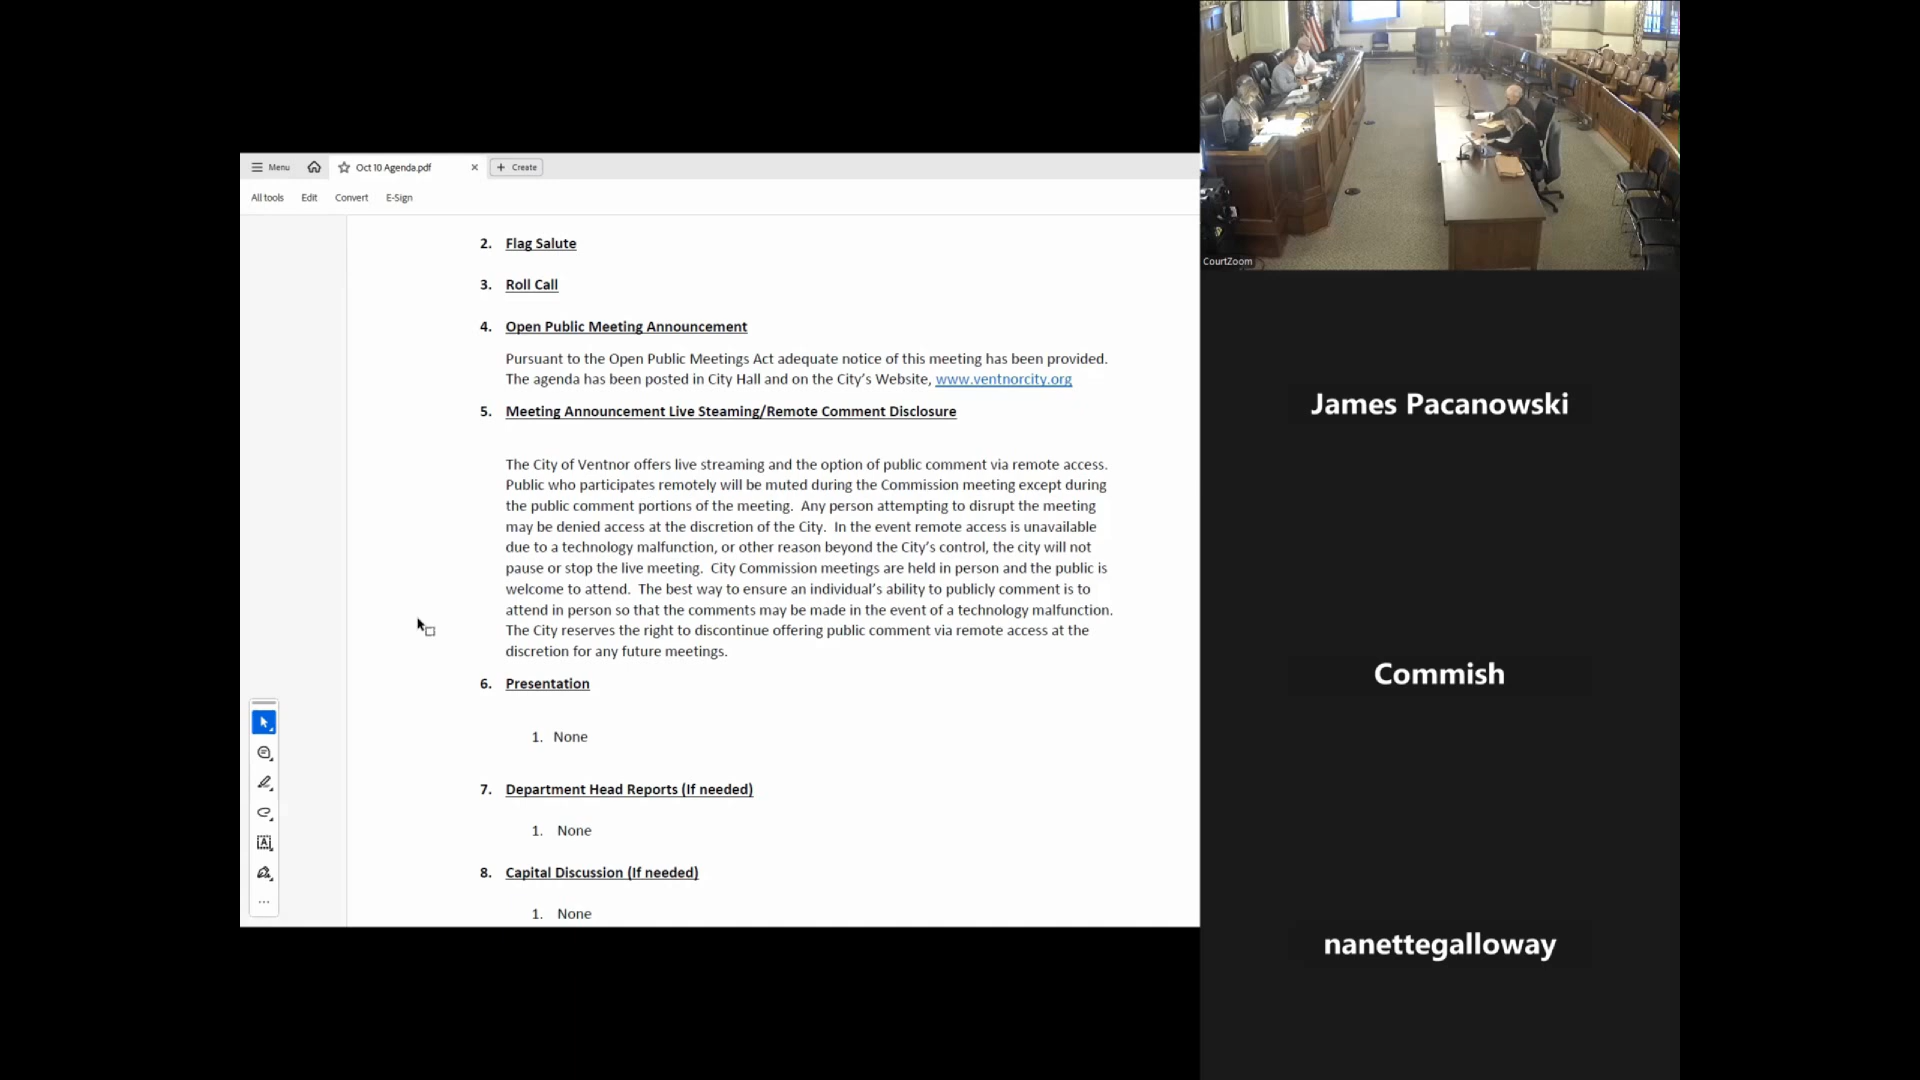 Menu
Oct 10 Agenda.pdf
Create
All tools
Edit
Convert
E-Sign
2. Flag Salute
3. Roll Call
4. Open Public Meeting Announcement
Pursuant to the Open Public Meetings Act adequate notice of this meeting has been provided.
The agenda has been posted in City Hall and on the City’s Website, www.ventnorcity.org
5. Meeting Announcement Live Steaming/Remote Comment Disclosure
The City of Ventnor offers live streaming and the option of public comment via remote access.
Public who participates remotely will be muted during the Commission meeting except during
the public comment portions of the meeting. Any person attempting to disrupt the meeting
may be denied access at the discretion of the City. In the event remote access is unavailable
due to a technology malfunction, or other reason beyond the City’s control, the city will not
pause or stop the live meeting. City Commission meetings are held in person and the public is
welcome to attend. The best way to ensure an individual’s ability to publicly comment is to
attend in person so that the comments may be made in the event of a technology malfunction.
The City reserves the right to discontinue offering public comment via remote access at the
discretion for any future meetings.
6. Presentation
1. None
7. Department Head Reports (If needed)
1. None
8. Capital Discussion (If needed)
1. None
CourtZoom
James Pacanowski
Commish
nanettegalloway